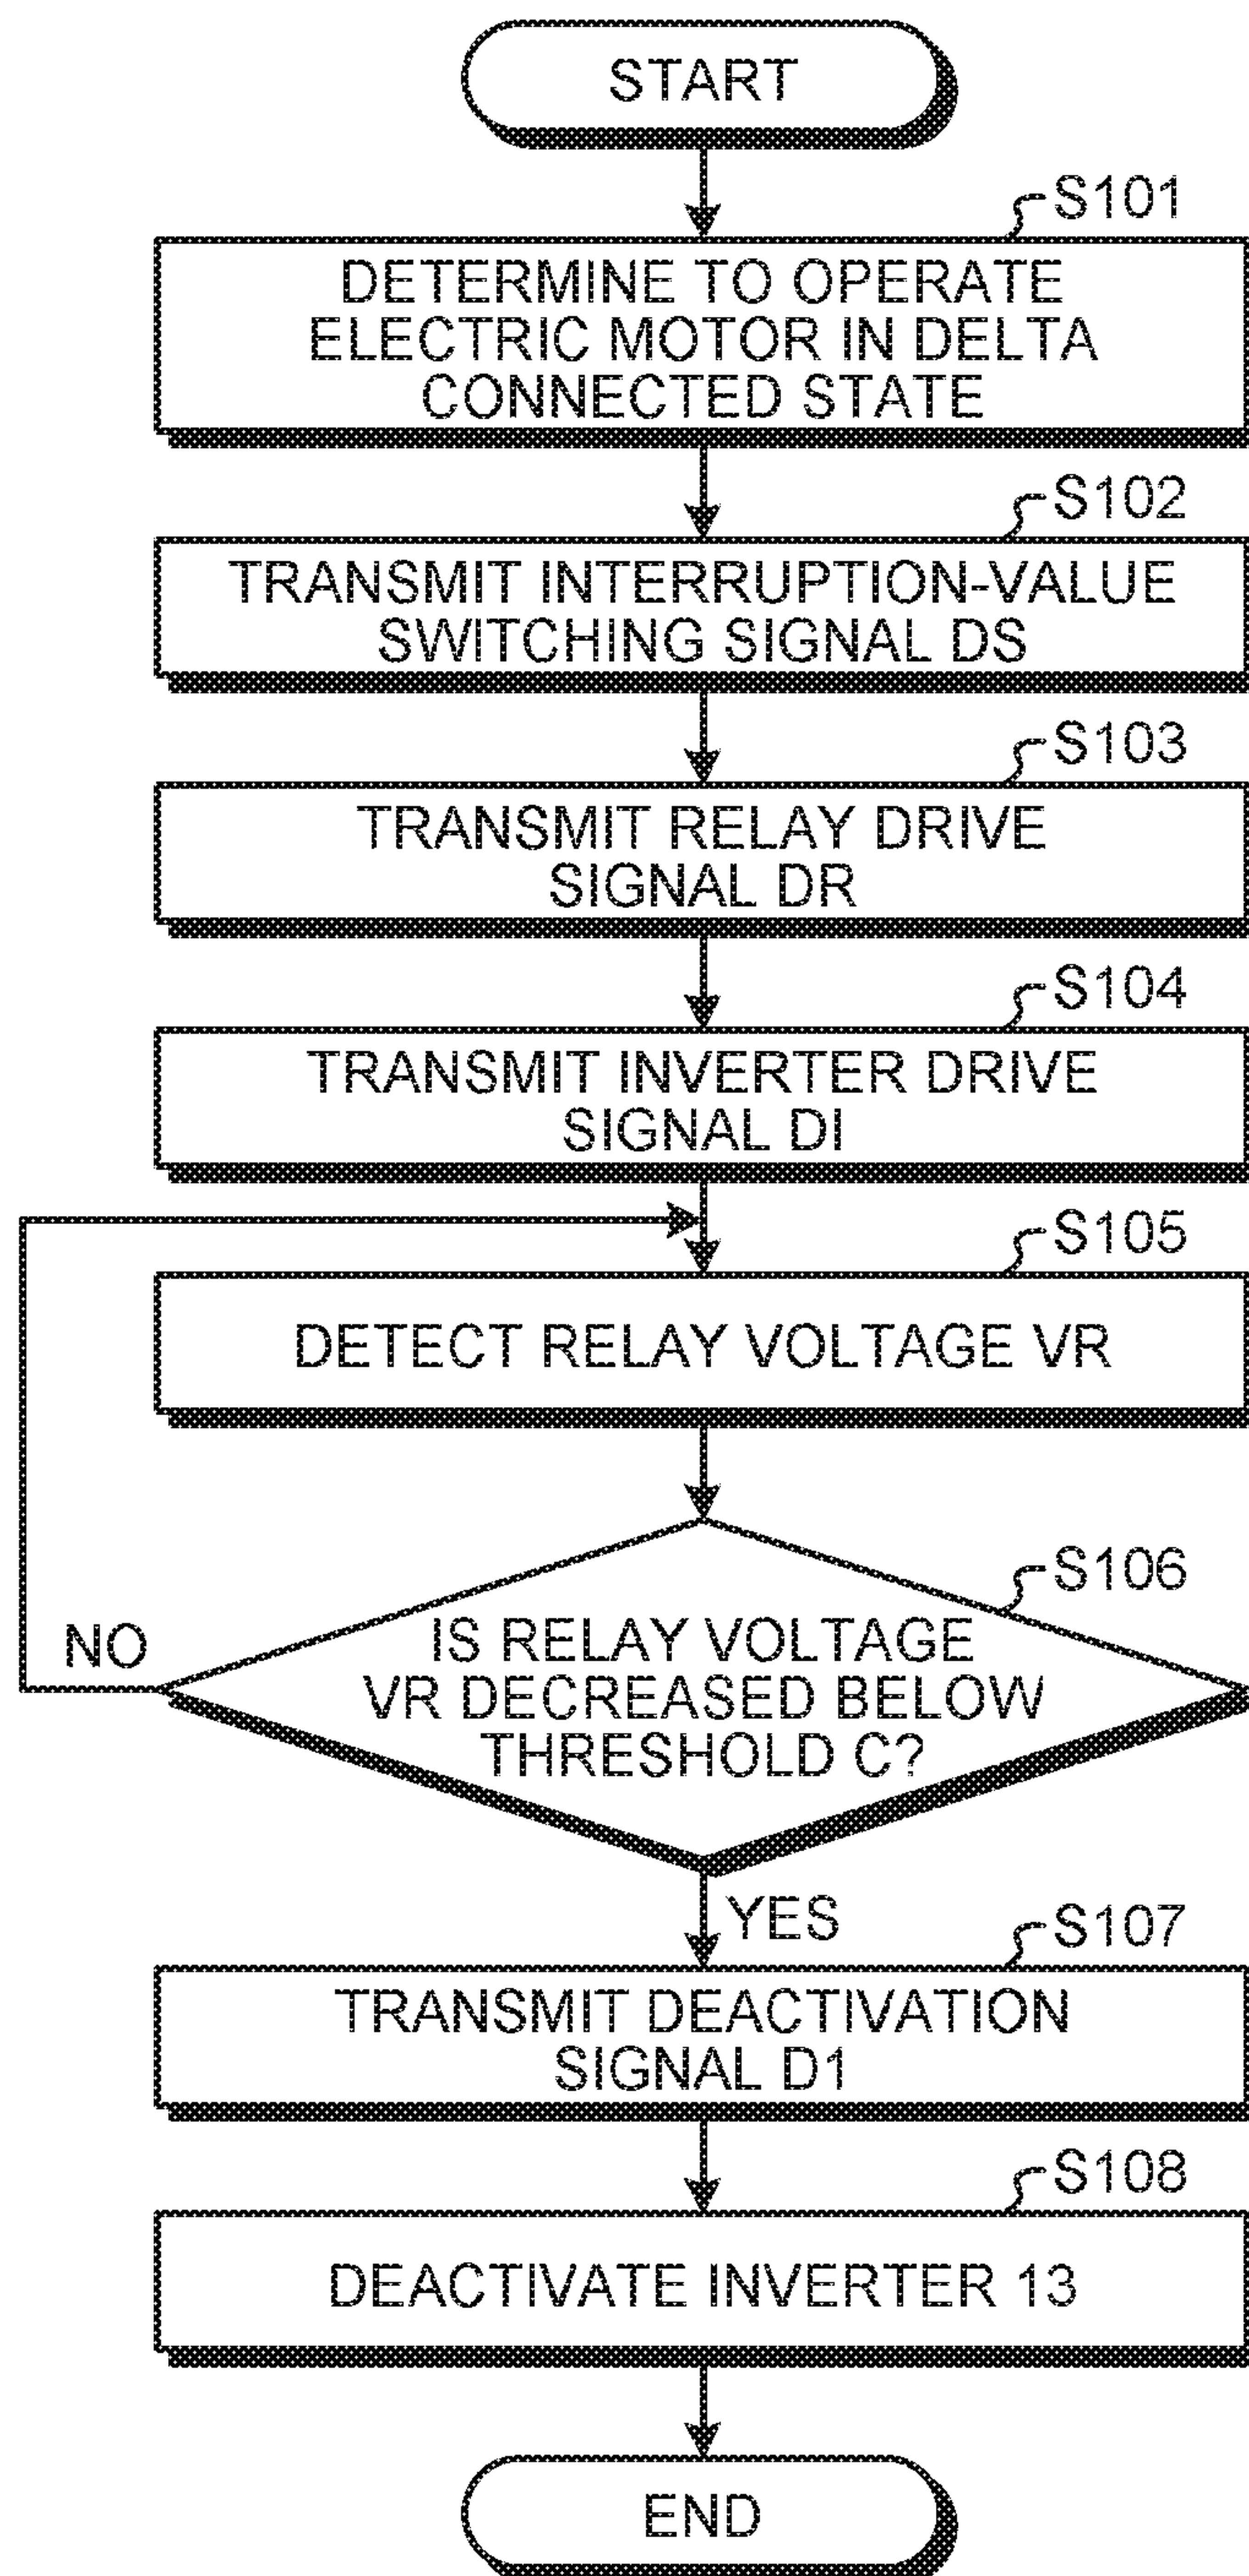 START
S101
DETERMINE TO OPERATE
ELECTRIC MOTOR IN DELTA
CONNECTED STATE
S102
TRANSMIT INTERRUPTION-VALUE
SWITCHING SIGNAL DS
S103
TRANSMIT RELAY DRIVE
SIGNAL DR
S104
TRANSMIT INVERTER DRIVE
SIGNAL DI
S105
DETECT RELAY VOLTAGE VR
S106
IS RELAY VOLTAGE
VR DECREASED BELOW
THRESHOLD C?
NO
YES
S107
TRANSMIT DEACTIVATION
SIGNAL D1
S108
DEACTIVATE INVERTER 13
END